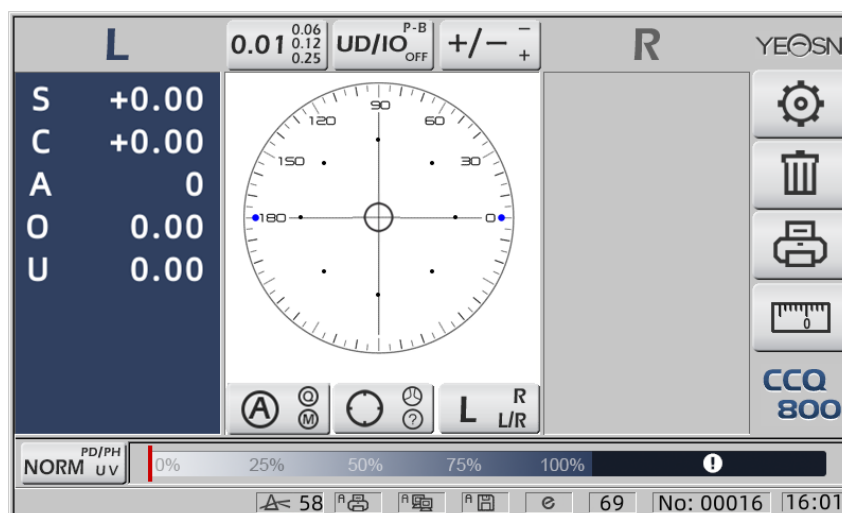 L
0.01 0.06
0.12
0.25
UD/IO P-B
OFF
+/− −
+
R
YEOSN
S +0.00
C +0.00
A 0
O 0.00
U 0.00
90
120 60
150 30
180 0
0
A Q
M
?
L R
L/R
CCQ
800
NORM PD/PH
UV
0% 25% 50% 75% 100% !
58 A A A e 69 No: 00016 16:01